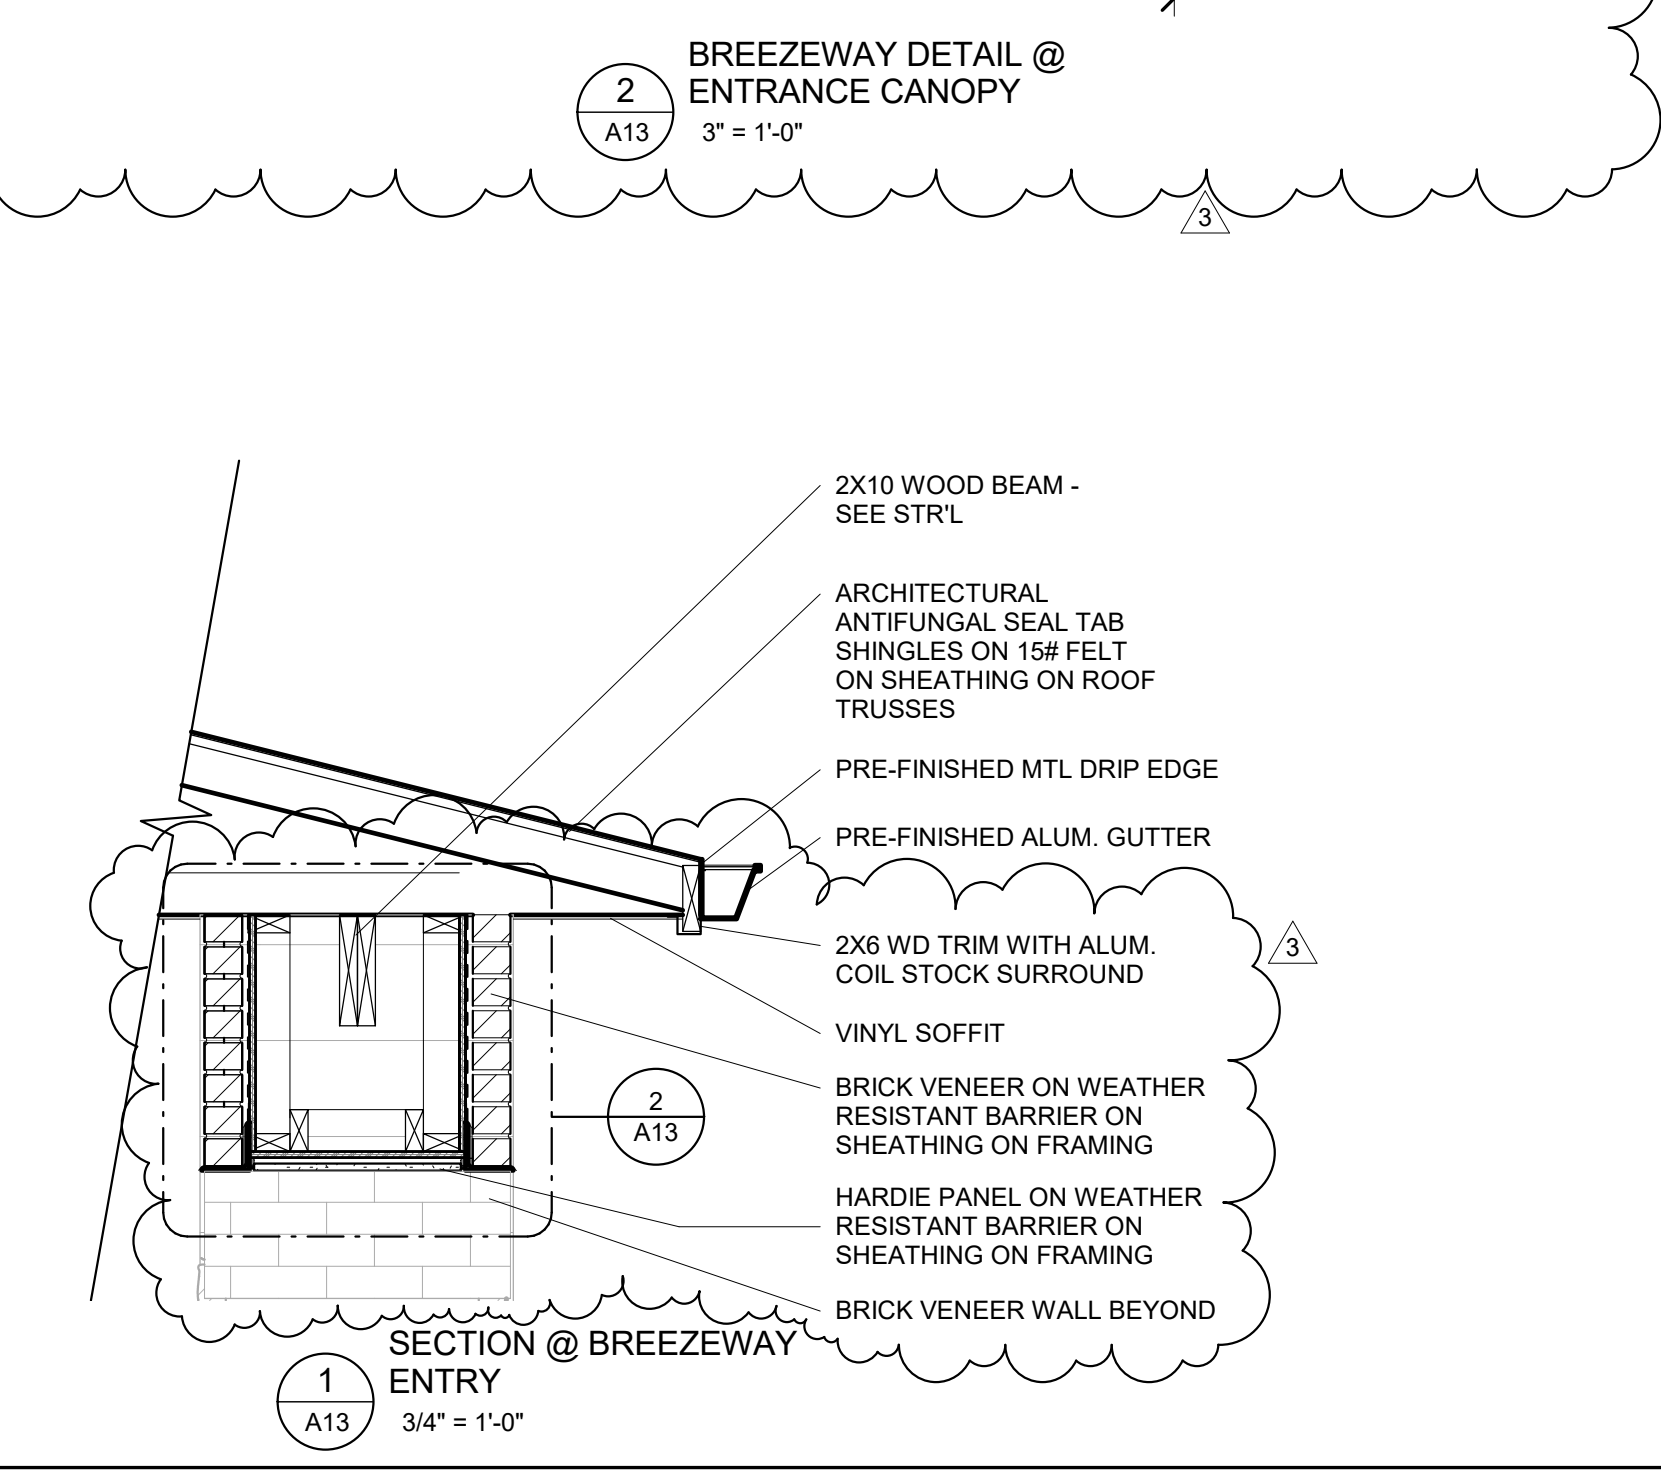 BREEZEWAY DETAIL @
ENTRANCE CANOPY
2
A13
3" = 1'-0"
3
2X10 WOOD BEAM -
SEE STR'L
ARCHITECTURAL
ANTIFUNGAL SEAL TAB
SHINGLES ON 15# FELT
ON SHEATHING ON ROOF
TRUSSES
PRE-FINISHED MTL DRIP EDGE
PRE-FINISHED ALUM. GUTTER
3
2X6 WD TRIM WITH ALUM.
COIL STOCK SURROUND
VINYL SOFFIT
BRICK VENEER ON WEATHER
RESISTANT BARRIER ON
SHEATHING ON FRAMING
2
A13
HARDIE PANEL ON WEATHER
RESISTANT BARRIER ON
SHEATHING ON FRAMING
BRICK VENEER WALL BEYOND
SECTION @ BREEZEWAY
ENTRY
1
A13
3/4" = 1'-0"